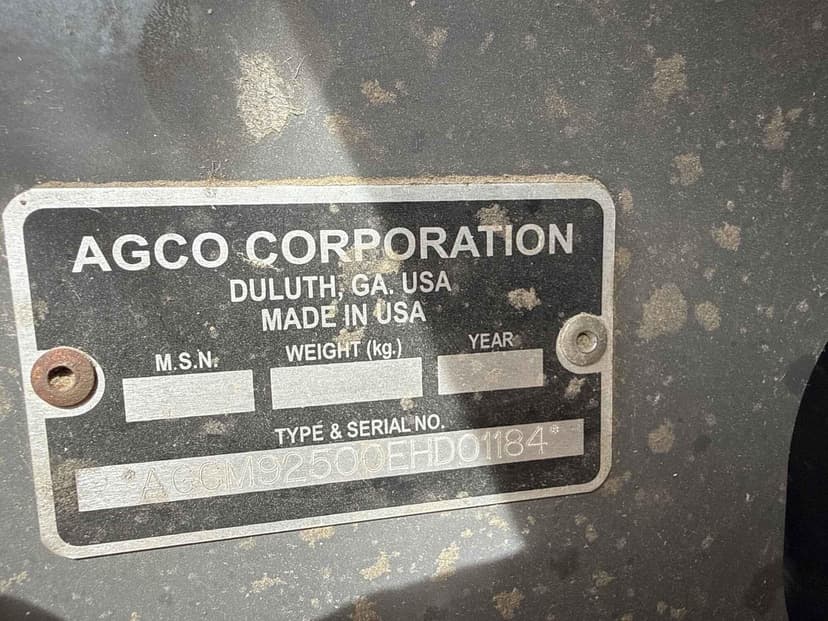 AGCO CORPORATION
DULUTH, GA. USA
MADE IN USA
M.S.N. WEIGHT (kg.) YEAR
TYPE & SERIAL NO.
*AGCM92500EHD01184*